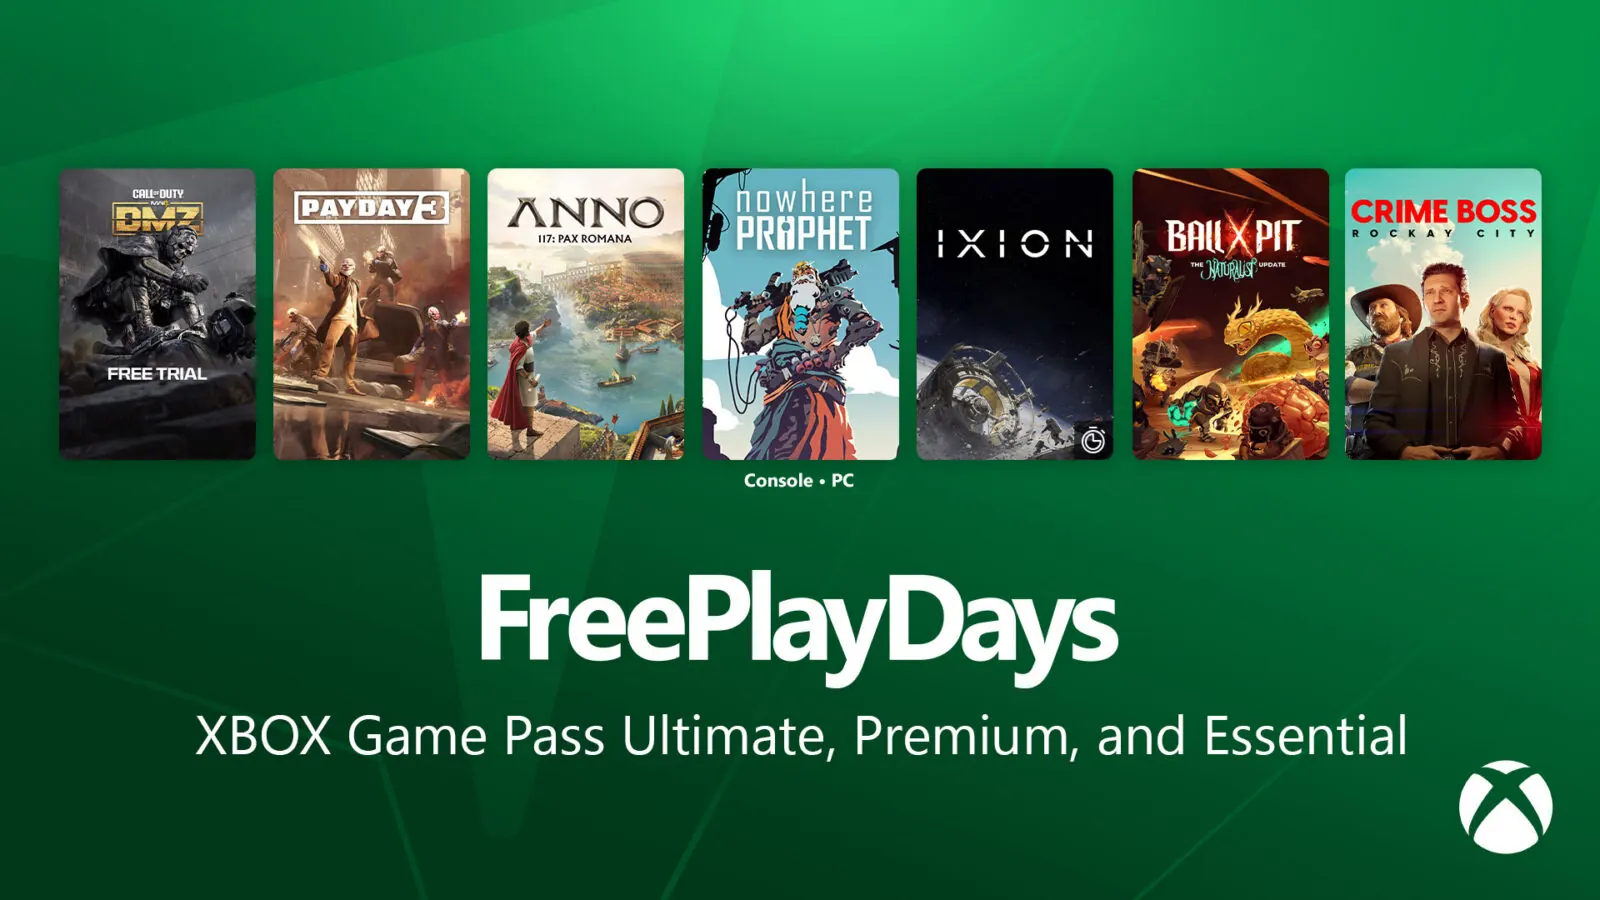 CALL OF DUTY
DMZ
FREE TRIAL
PAYDAY 3
ANNO
117: PAX ROMANA
nowhere
PROPHET
IXION
BALL X PIT
THE NATURALIST UPDATE
CRIME BOSS
ROCKAY CITY
Console • PC
FreePlayDays
XBOX Game Pass Ultimate, Premium, and Essential